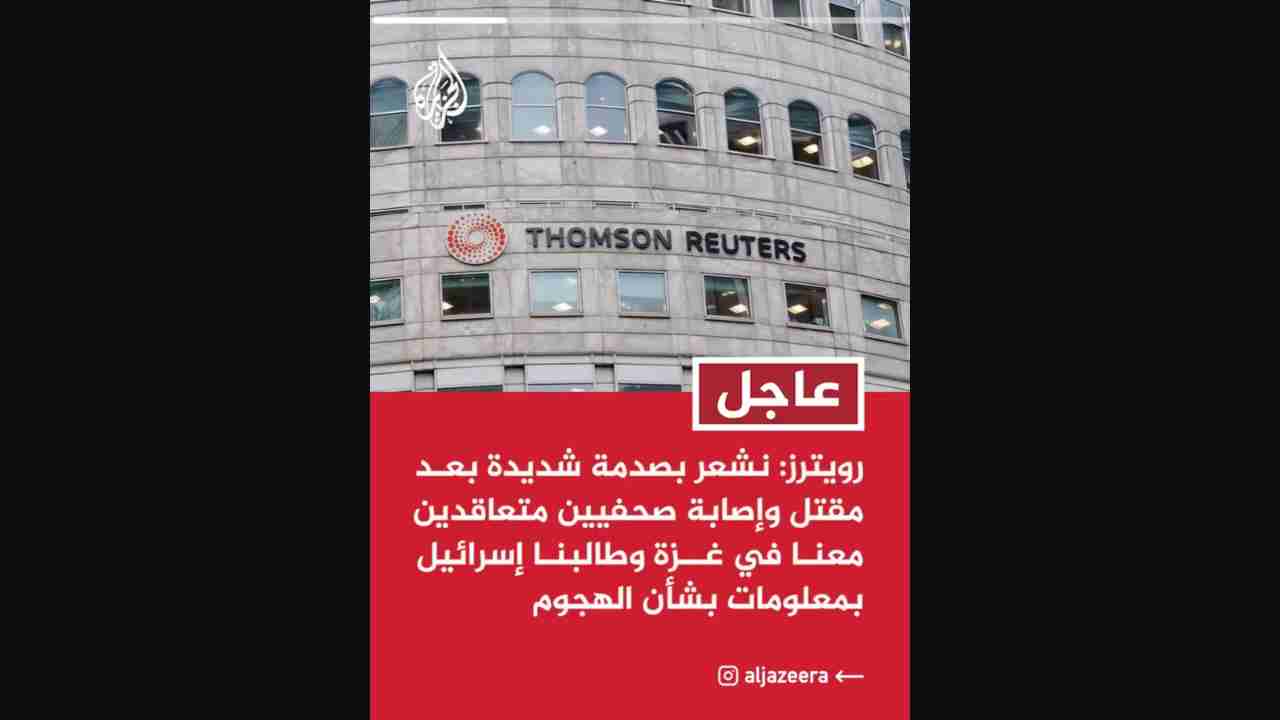 الجزيرة
THOMSON REUTERS
عاجل
رويترز: نشعر بصدمة شديدة بعد
مقتل وإصابة صحفيين متعاقدين
معنا في غزة وطالبنا إسرائيل
بمعلومات بشأن الهجوم
aljazeera